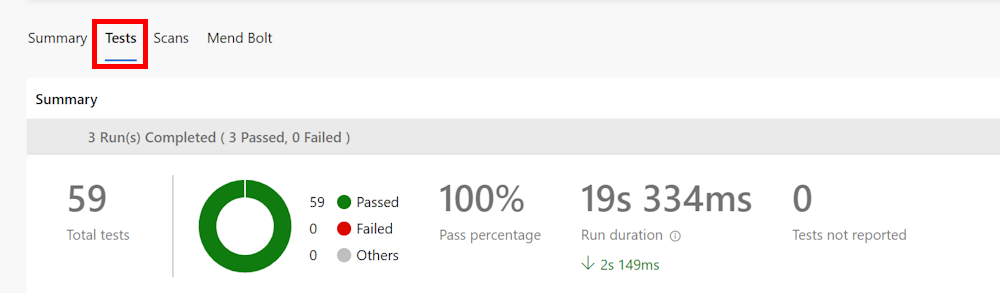 Summary Tests Scans Mend Bolt
Summary
3 Run(s) Completed ( 3 Passed, 0 Failed )
59
Total tests
59 Passed
0 Failed
0 Others
100%
Pass percentage
19s 334ms
Run duration
2s 149ms
0
Tests not reported